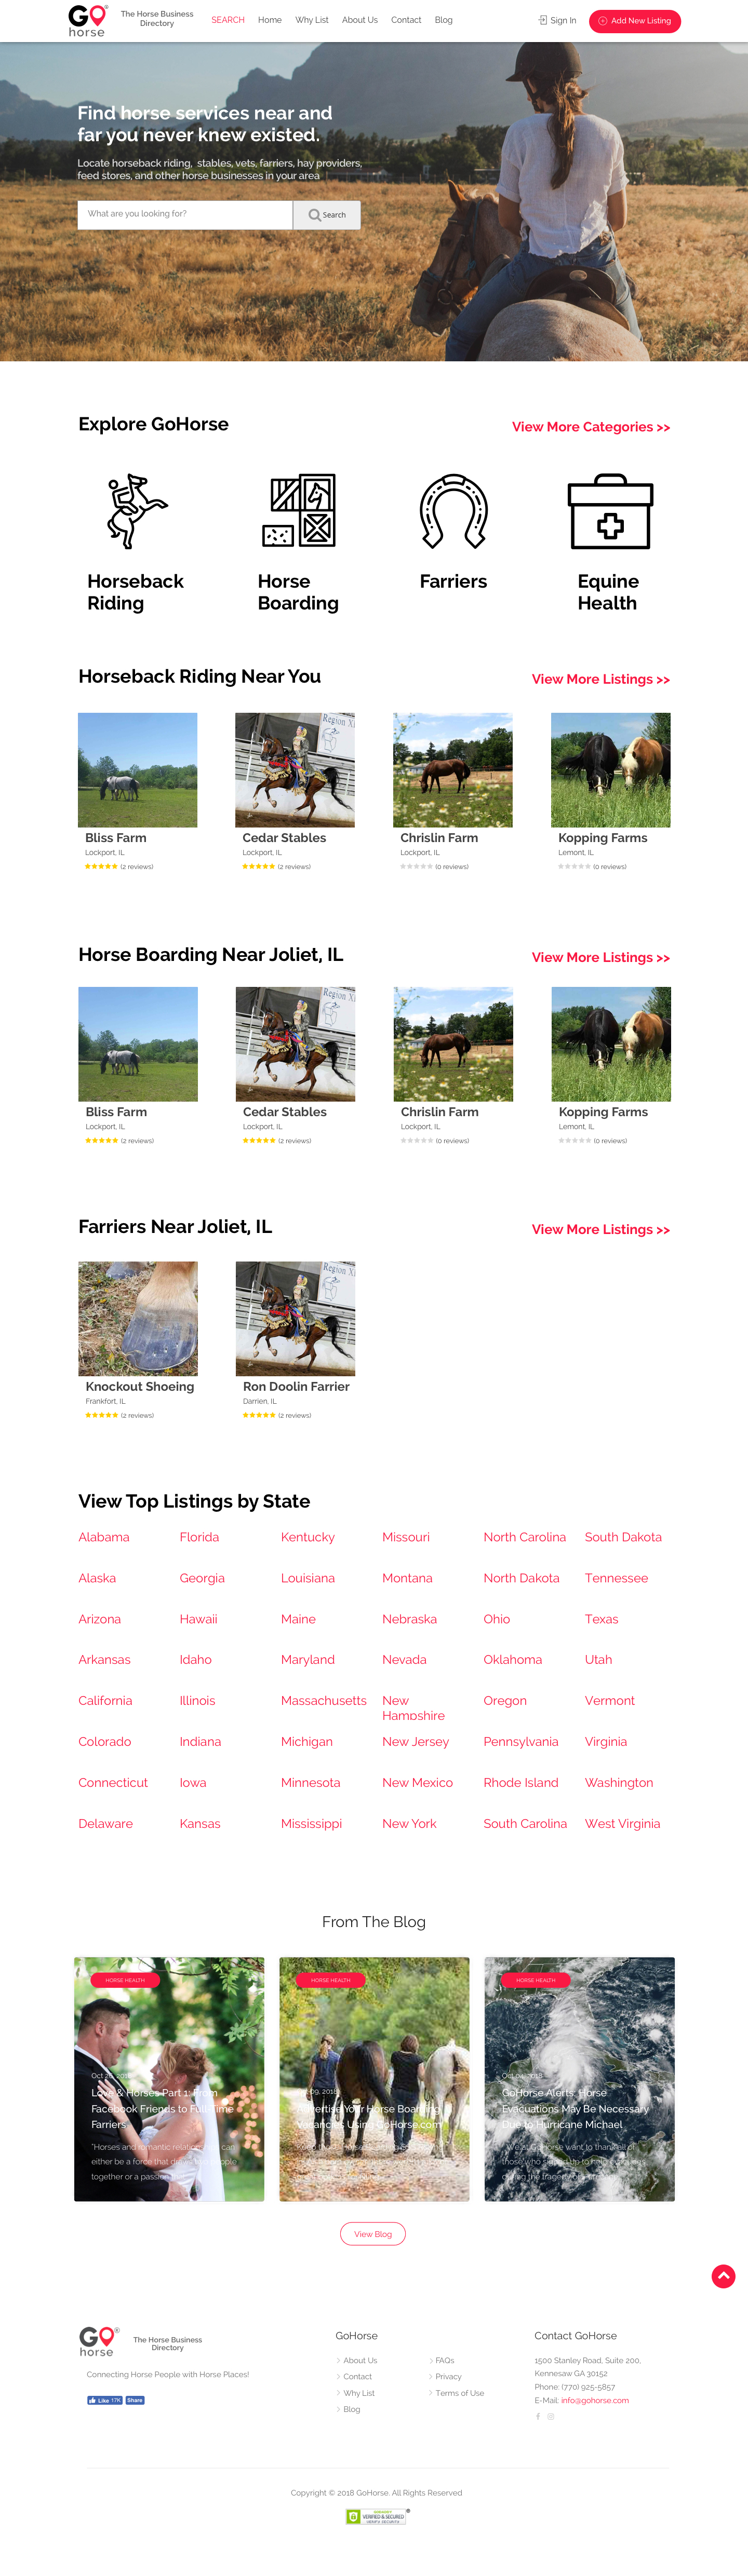 GO
horse
®
The Horse Business
Directory
SEARCH
Home
Why List
About Us
Contact
Blog
Sign In
Add New Listing
Find horse services near and
far you never knew existed.
Locate horseback riding, stables, vets, farriers, hay providers,
feed stores, and other horse businesses in your area
What are you looking for?
Search
Explore GoHorse
View More Categories >>
Horseback
Riding
Horse
Boarding
Farriers
Equine
Health
Horseback Riding Near You
View More Listings >>
Region XI
Bliss Farm
Lockport, IL
(2 reviews)
Cedar Stables
Lockport, IL
(2 reviews)
Chrislin Farm
Lockport, IL
(0 reviews)
Kopping Farms
Lemont, IL
(0 reviews)
Horse Boarding Near Joliet, IL
View More Listings >>
Region XI
Bliss Farm
Lockport, IL
(2 reviews)
Cedar Stables
Lockport, IL
(2 reviews)
Chrislin Farm
Lockport, IL
(0 reviews)
Kopping Farms
Lemont, IL
(0 reviews)
Farriers Near Joliet, IL
View More Listings >>
Region XI
Knockout Shoeing
Frankfort, IL
(2 reviews)
Ron Doolin Farrier
Darrien, IL
(2 reviews)
View Top Listings by State
Alabama
Florida
Kentucky
Missouri
North Carolina
South Dakota
Alaska
Georgia
Louisiana
Montana
North Dakota
Tennessee
Arizona
Hawaii
Maine
Nebraska
Ohio
Texas
Arkansas
Idaho
Maryland
Nevada
Oklahoma
Utah
California
Illinois
Massachusetts
New
Hampshire
Oregon
Vermont
Colorado
Indiana
Michigan
New Jersey
Pennsylvania
Virginia
Connecticut
Iowa
Minnesota
New Mexico
Rhode Island
Washington
Delaware
Kansas
Mississippi
New York
South Carolina
West Virginia
From The Blog
HORSE HEALTH
Love & Horses Part 1: From
Facebook Friends to Full-Time
Farriers
"Horses and romantic relationships can
either be a force that draws two people
together or a passion
HORSE HEALTH
09, 2018
Advertise Your Horse Boarding
Vacancies Using GoHorse.com
HORSE HEALTH
Oct 2018
GoHorse Alerts: Horse
Evacuations May Be Necessary
Due to Hurricane Michael
We at GoHorse want to thank all of
those who
during the tragedy of
View Blog
GO
horse
®
The Horse Business
Directory
Connecting Horse People with Horse Places!
Like 17K
Share
GoHorse
About Us
Contact
Why List
Blog
FAQs
Privacy
Terms of Use
Contact GoHorse
1500 Stanley Road, Suite 200,
Kennesaw GA 30152
Phone: (770) 925-5857
E-Mail: info@gohorse.com
Copyright © 2018 GoHorse. All Rights Reserved
VERIFIED & SECURED